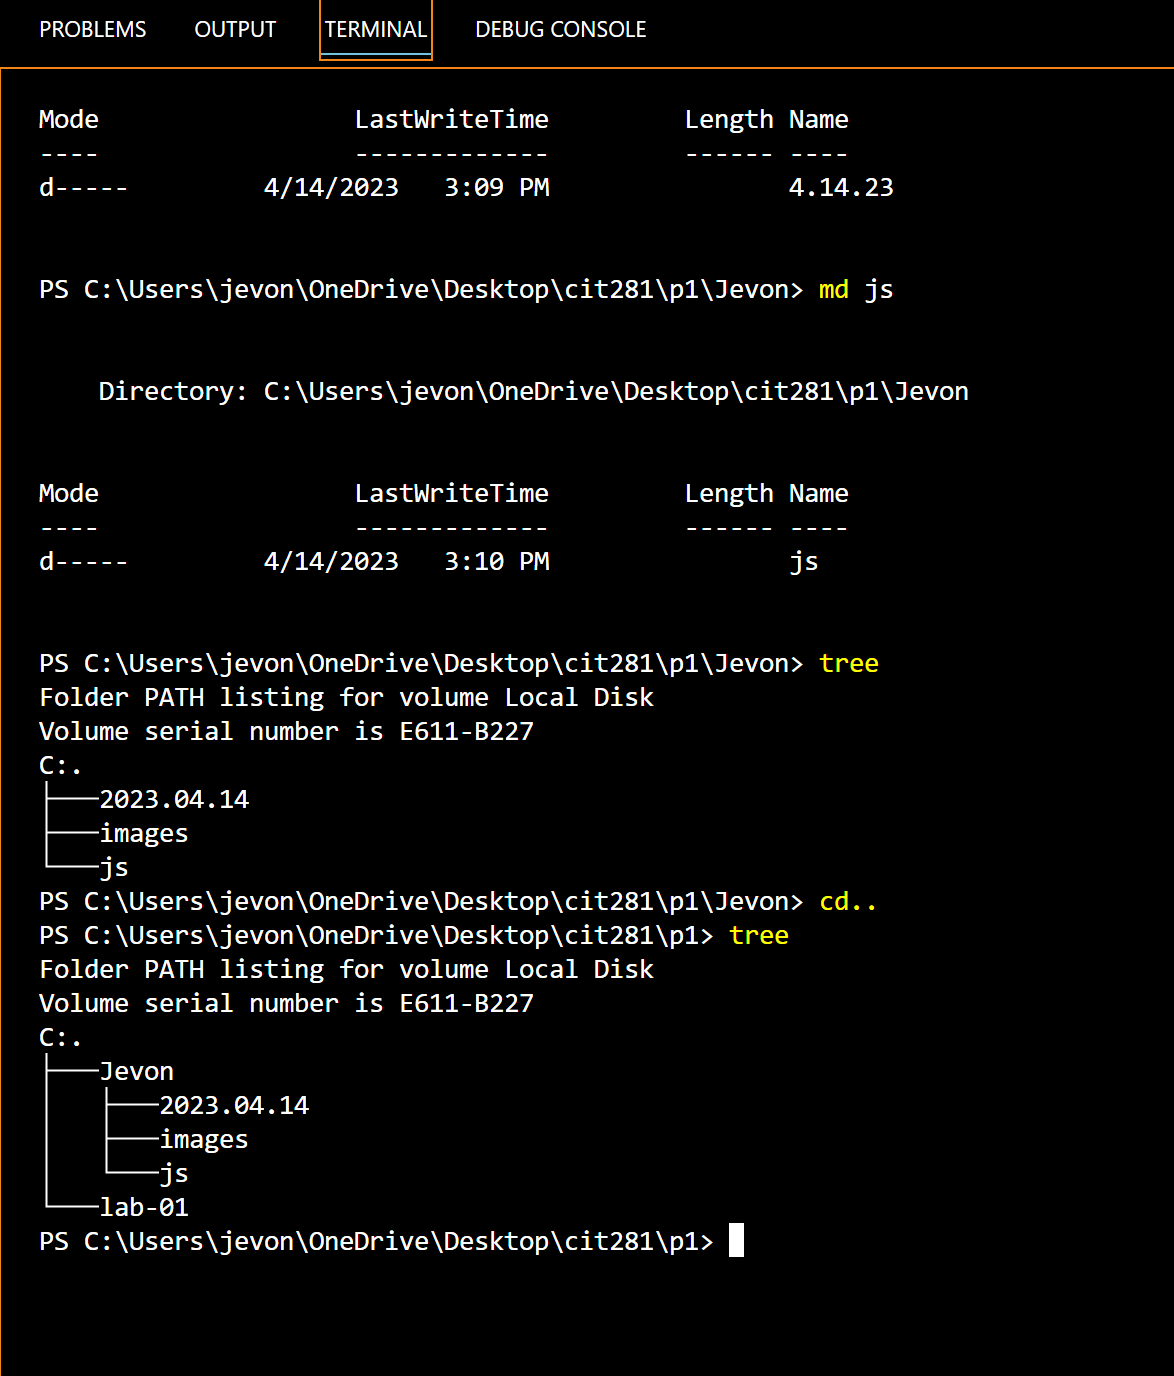 PROBLEMS OUTPUT TERMINAL DEBUG CONSOLE
Mode                 LastWriteTime         Length Name
----                 -------------         ------ ----
d-----         4/14/2023   3:09 PM                4.14.23
PS C:\Users\jevon\OneDrive\Desktop\cit281\p1\Jevon> md js
    Directory: C:\Users\jevon\OneDrive\Desktop\cit281\p1\Jevon
Mode                 LastWriteTime         Length Name
----                 -------------         ------ ----
d-----         4/14/2023   3:10 PM                js
PS C:\Users\jevon\OneDrive\Desktop\cit281\p1\Jevon> tree
Folder PATH listing for volume Local Disk
Volume serial number is E611-B227
C:.
├───2023.04.14
├───images
└───js
PS C:\Users\jevon\OneDrive\Desktop\cit281\p1\Jevon> cd..
PS C:\Users\jevon\OneDrive\Desktop\cit281\p1> tree
Folder PATH listing for volume Local Disk
Volume serial number is E611-B227
C:.
├───Jevon
│   ├───2023.04.14
│   ├───images
│   └───js
└───lab-01
PS C:\Users\jevon\OneDrive\Desktop\cit281\p1>